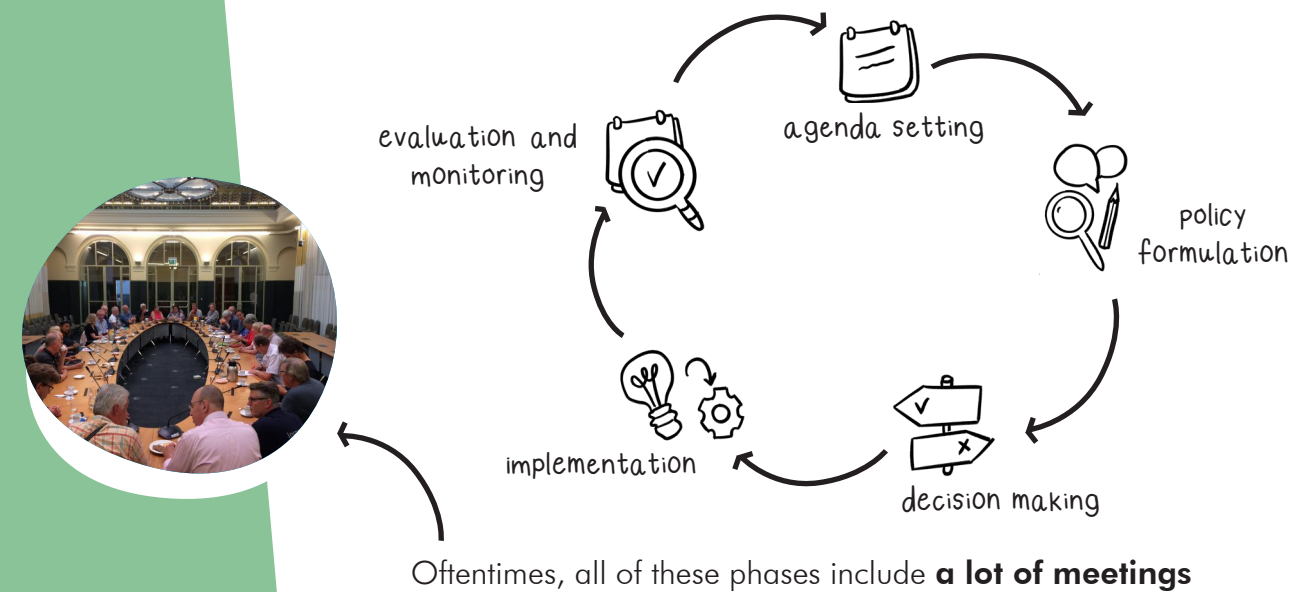 agenda setting
policy
formulation
decision making
implementation
evaluation and
monitoring
Oftentimes, all of these phases include a lot of meetings